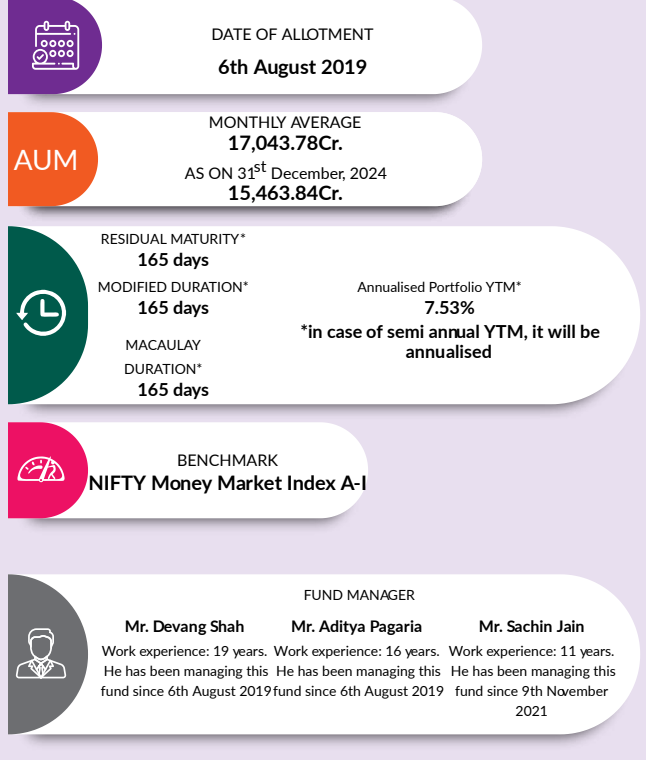 DATE OF ALLOTMENT
6th August 2019
AUM
MONTHLY AVERAGE
17,043.78Cr.
AS ON 31st December, 2024
15,463.84Cr.
RESIDUAL MATURITY*
165 days
MODIFIED DURATION*
165 days
MACAULAY
DURATION*
165 days
Annualised Portfolio YTM*
7.53%
*in case of semi annual YTM, it will be
annualised
BENCHMARK
NIFTY Money Market Index A-I
FUND MANAGER
Mr. Devang Shah
Work experience: 19 years.
He has been managing this
fund since 6th August 2019
Mr. Aditya Pagaria
Work experience: 16 years.
He has been managing this
fund since 6th August 2019
Mr. Sachin Jain
Work experience: 11 years.
He has been managing this
fund since 9th November
2021